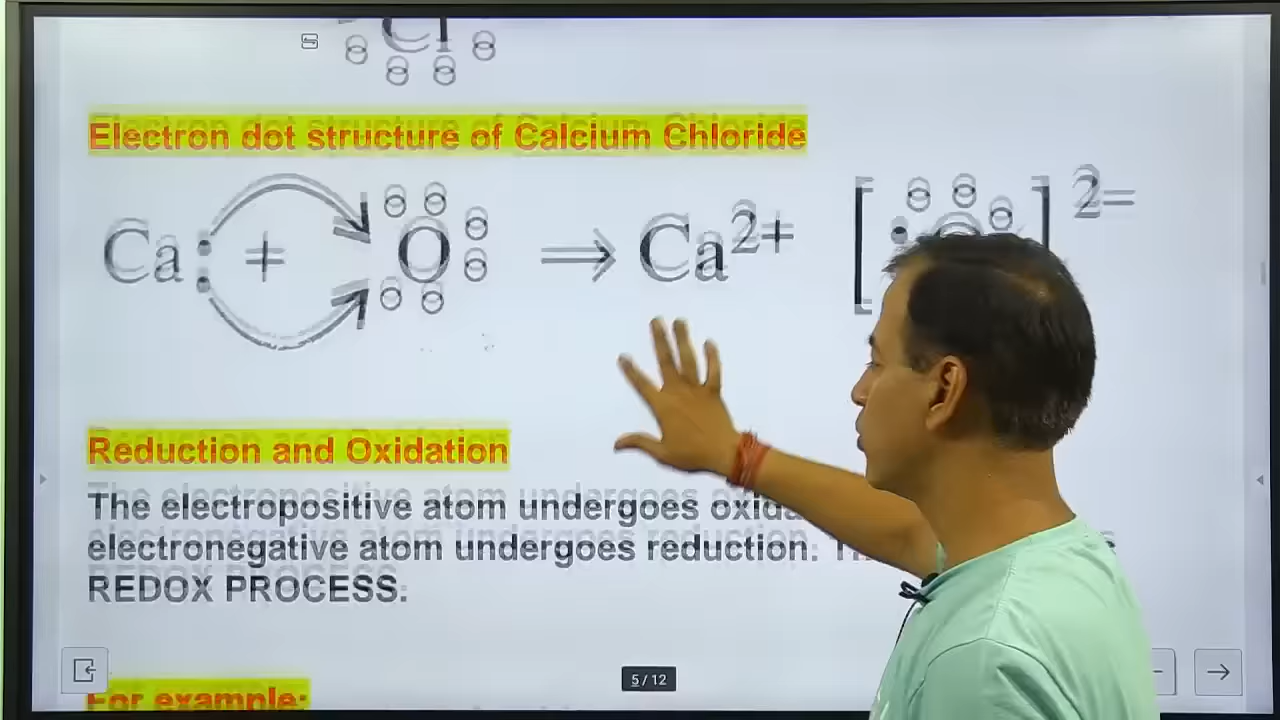 Cl
Electron dot structure of Calcium Chloride
Ca + O ⇒ Ca²⁺ [ O ] ²⁻
Reduction and Oxidation
The electropositive atom undergoes
electronegative atom undergoes reduction.
REDOX PROCESS.
5 / 12
For example: